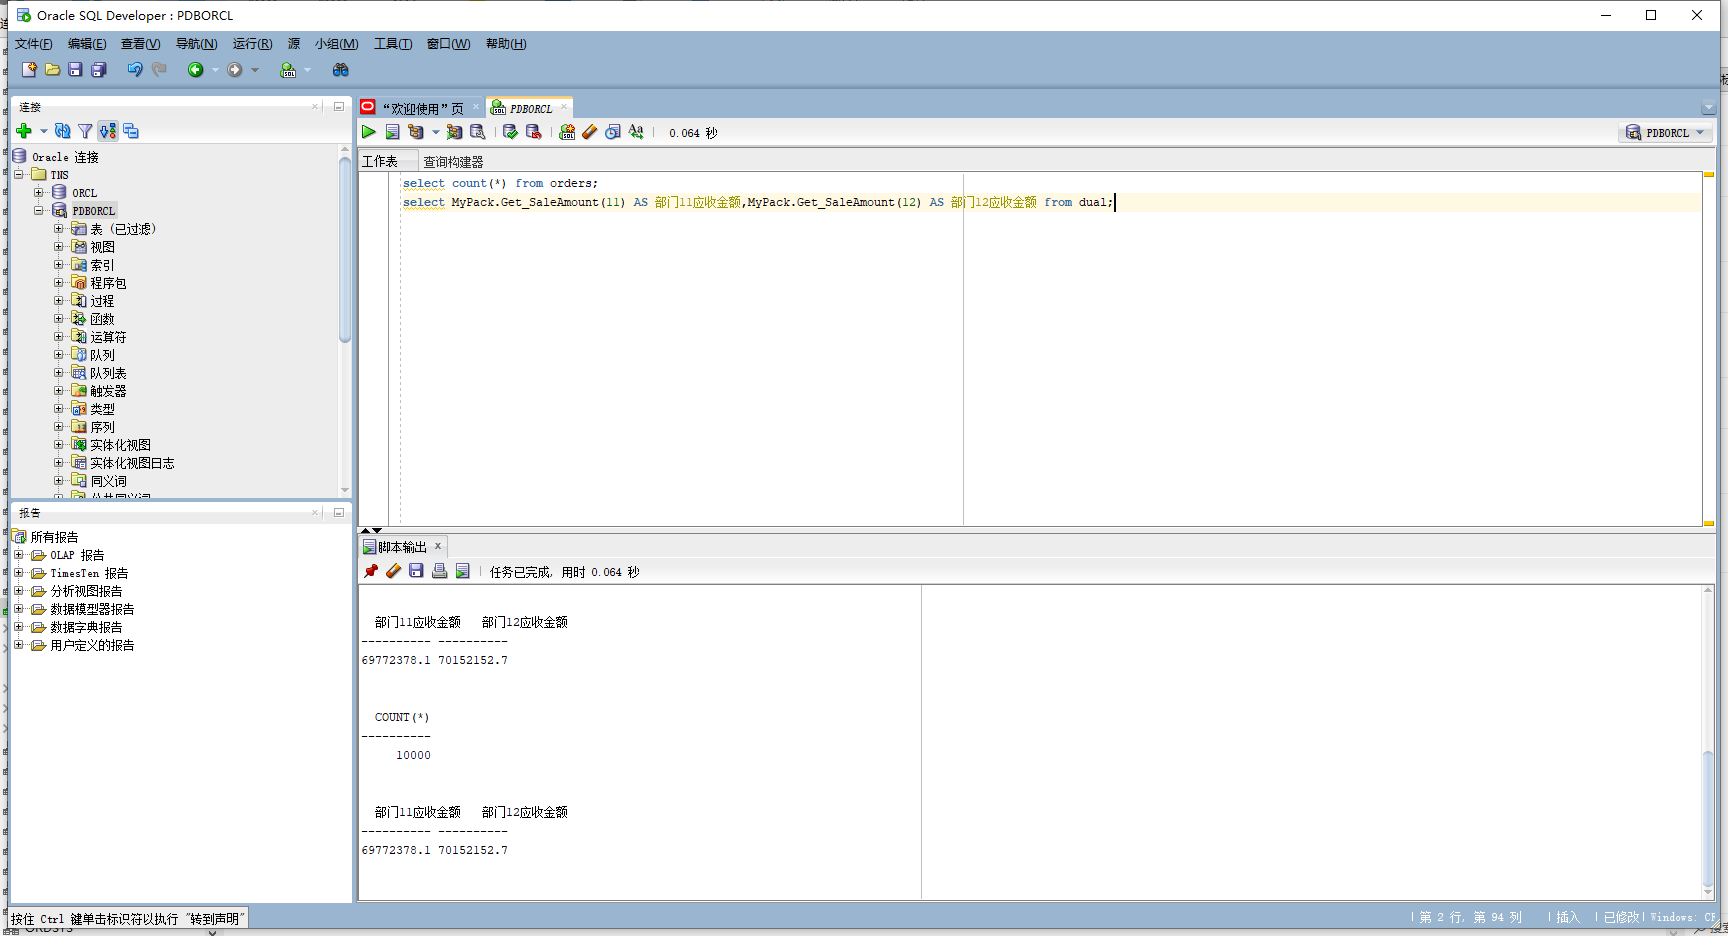 Oracle SQL Developer : PDBORCL
文件(F) 编辑(E) 查看(V) 导航(N) 运行(R) 源 小组(M) 工具(T) 窗口(W) 帮助(H)
连接
Oracle 连接
TNS
ORCL
PDBORCL
表 (已过滤)
视图
索引
程序包
过程
函数
运算符
队列
队列表
触发器
类型
序列
实体化视图
实体化视图日志
同义词
公共同义词
报告
所有报告
OLAP 报告
TimesTen 报告
分析视图报告
数据模型器报告
数据字典报告
用户定义的报告
“欢迎使用”页 PDBORCL
0.064 秒 PDBORCL
工作表 查询构建器
select count(*) from orders;
select MyPack.Get_SaleAmount(11) AS 部门11应收金额,MyPack.Get_SaleAmount(12) AS 部门12应收金额 from dual;
脚本输出
任务已完成, 用时 0.064 秒
部门11应收金额 部门12应收金额
---------- ----------
69772378.1 70152152.7
COUNT(*)
----------
10000
部门11应收金额 部门12应收金额
---------- ----------
69772378.1 70152152.7
按住 Ctrl 键单击标识符以执行 "转到声明"
第 2 行, 第 94 列 插入 已修改 Windows: CR